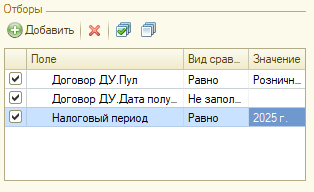 Отборы
Добавить
Поле Вид срав... Значение
Договор ДУ.Пул Равно Розничн...
Договор ДУ.Дата полу... Не запол...
Налоговый период Равно 2025 г.